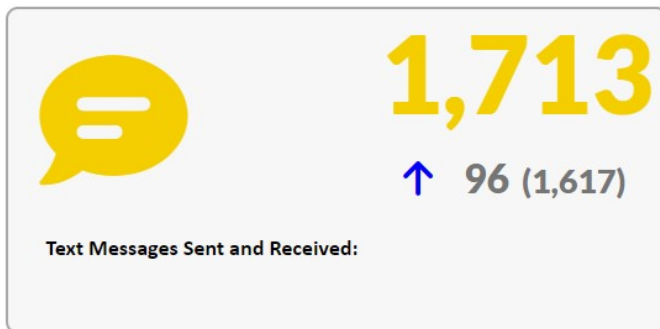 1,713
96 (1,617)
Text Messages Sent and Received: